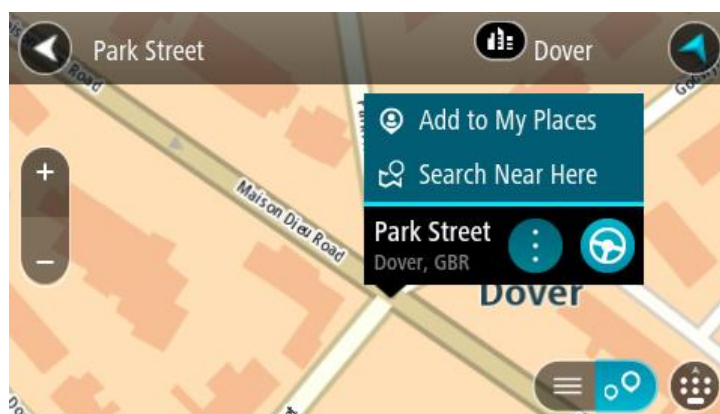 Park Street
Dover
Add to My Places
Search Near Here
Park Street
Dover, GBR
Maison Dieu Road
Dover